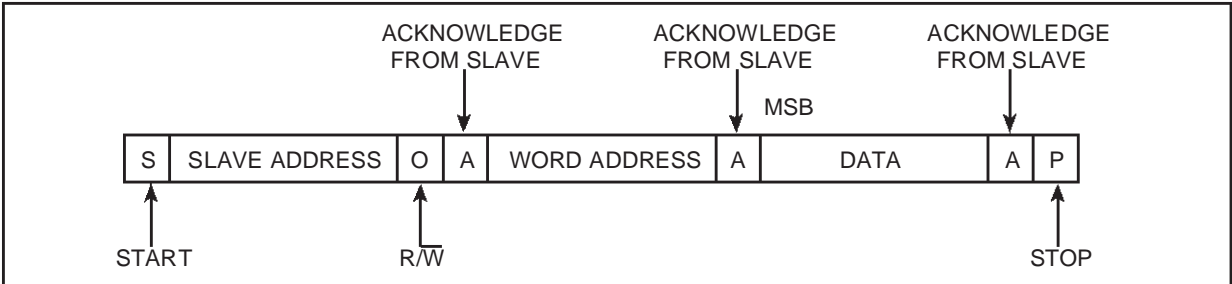 ACKNOWLEDGE ACKNOWLEDGE ACKNOWLEDGE
FROM SLAVE FROM SLAVE FROM SLAVE
MSB
S SLAVE ADDRESS O A WORD ADDRESS A DATA A P
START R/W̅ STOP